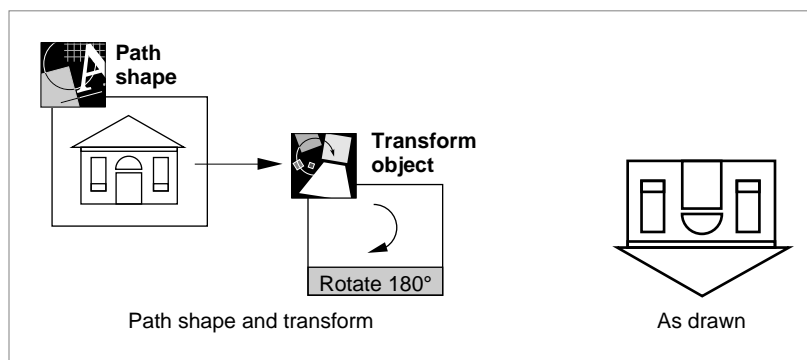 Path
shape
Transform
object
Rotate 180°
Path shape and transform
As drawn